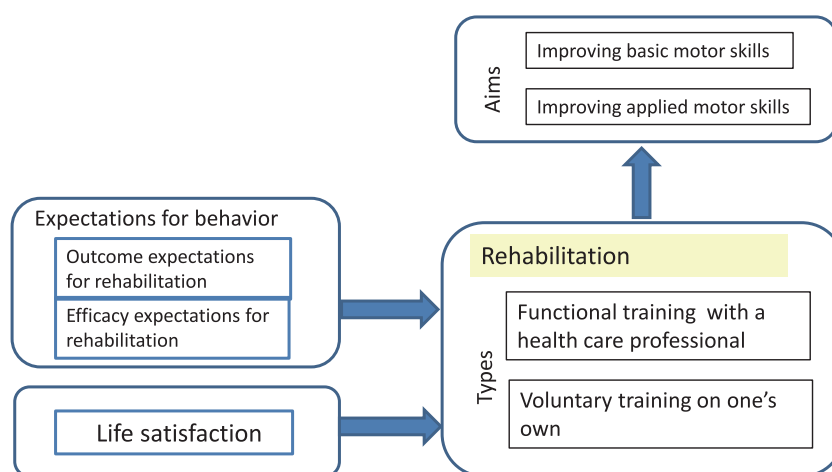 Aims
Improving basic motor skills
Improving applied motor skills
Expectations for behavior
Outcome expectations
for rehabilitation
Efficacy expectations for
rehabilitation
Life satisfaction
Rehabilitation
Types
Functional training with a
health care professional
Voluntary training on one's
own